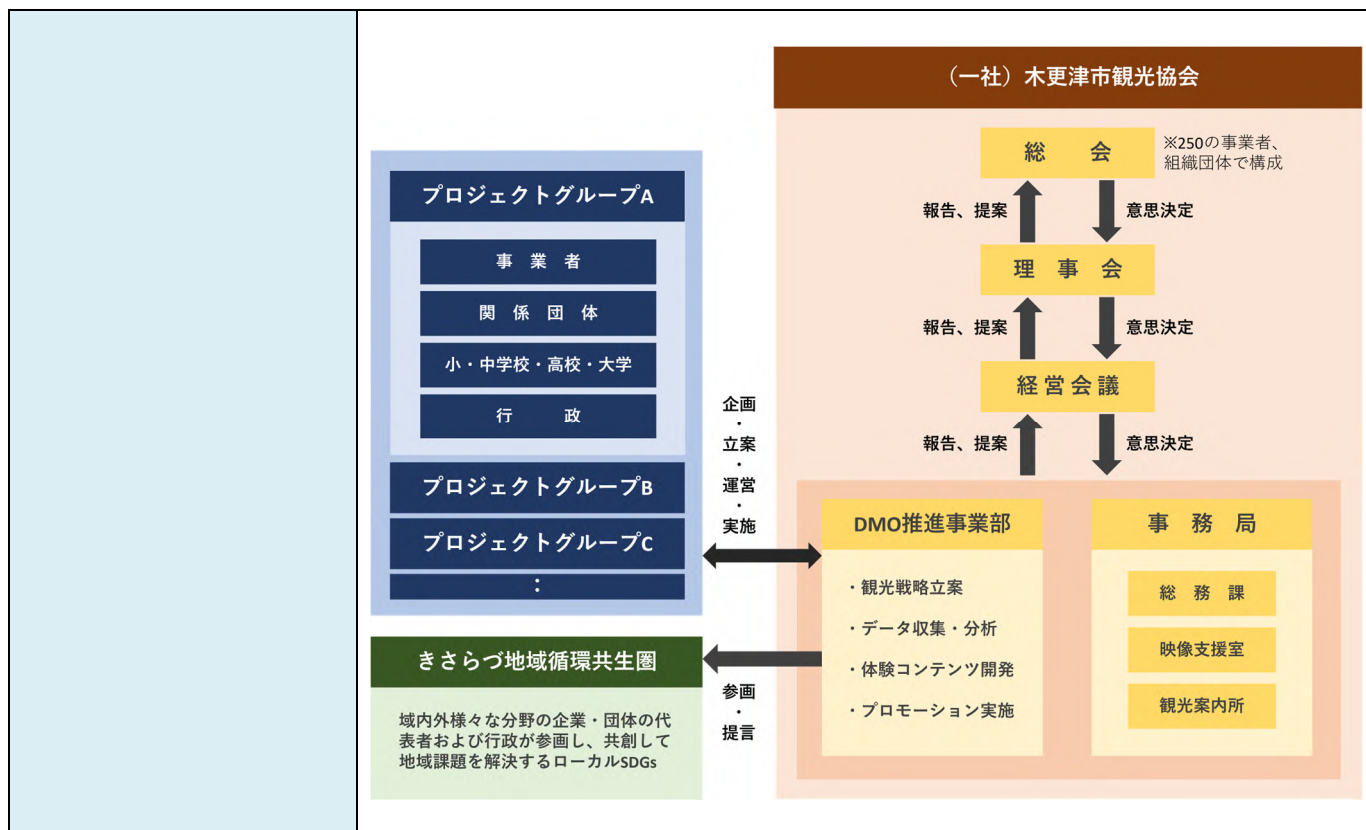 （一社）木更津市観光協会
総　会
※250の事業者、
組織団体で構成
報告、提案
意思決定
理　事　会
報告、提案
意思決定
経営会議
報告、提案
意思決定
DMO推進事業部
・観光戦略立案
・データ収集・分析
・体験コンテンツ開発
・プロモーション実施
事　務　局
総　務　課
映像支援室
観光案内所
プロジェクトグループA
事　業　者
関　係　団　体
小・中学校・高校・大学
行　政
プロジェクトグループB
プロジェクトグループC
：
企画
・
立案
・
運営
・
実施
きさらづ地域循環共生圏
域内外様々な分野の企業・団体の代
表者および行政が参画し、共創して
地域課題を解決するローカルSDGs
参画
・
提言